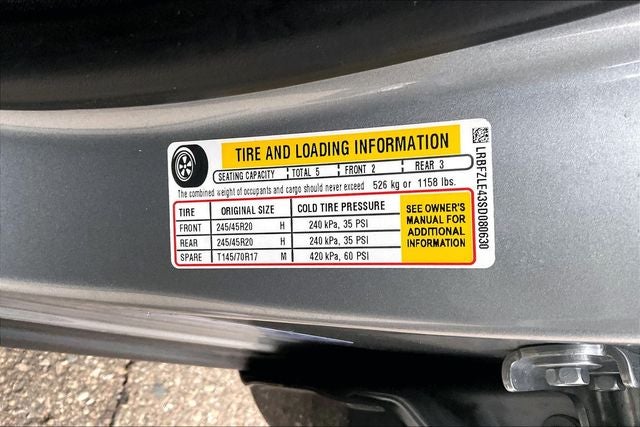 TIRE AND LOADING INFORMATION
SEATING CAPACITY TOTAL 5 FRONT 2 REAR 3
The combined weight of occupants and cargo should never exceed 526 kg or 1158 lbs.
TIRE ORIGINAL SIZE COLD TIRE PRESSURE
FRONT 245/45R20 H 240 kPa, 35 PSI
REAR 245/45R20 H 240 kPa, 35 PSI
SPARE T145/70R17 M 420 kPa, 60 PSI
SEE OWNER'S
MANUAL FOR
ADDITIONAL
INFORMATION
LRBFZLE43SD080630